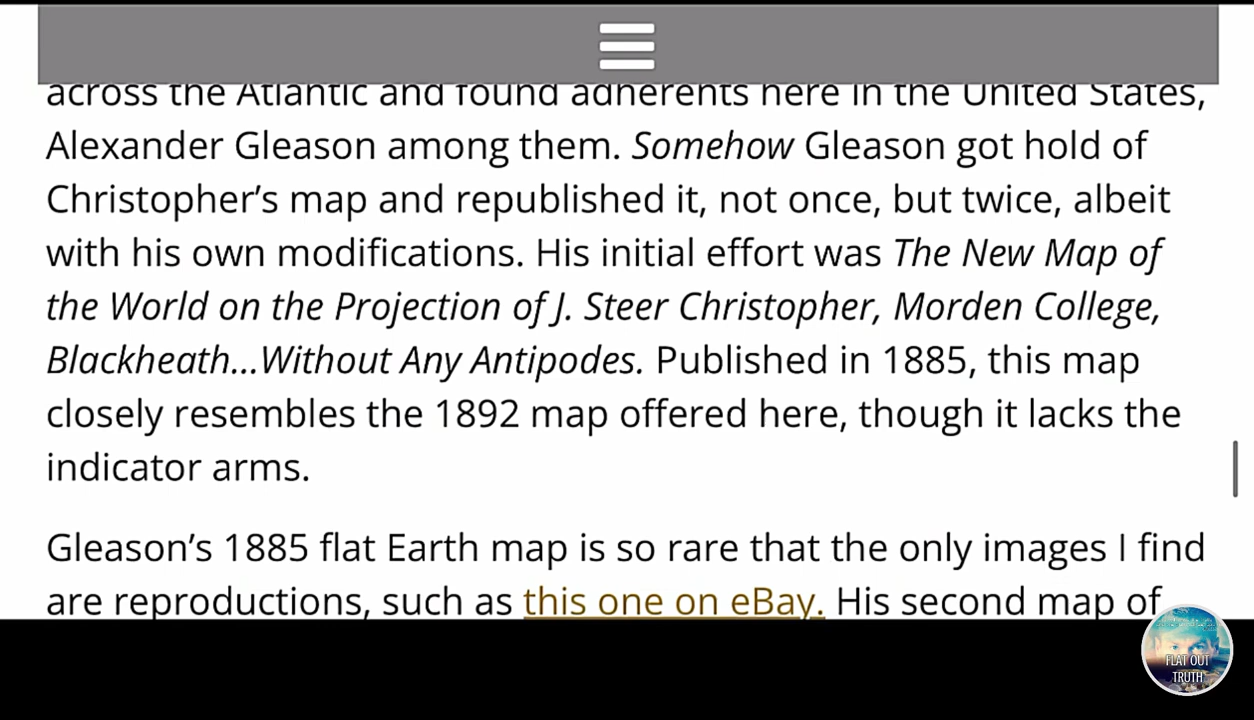 across the Atlantic and found adherents here in the United States,
Alexander Gleason among them. Somehow Gleason got hold of
Christopher’s map and republished it, not once, but twice, albeit
with his own modifications. His initial effort was The New Map of
the World on the Projection of J. Steer Christopher, Morden College,
Blackheath…Without Any Antipodes. Published in 1885, this map
closely resembles the 1892 map offered here, though it lacks the
indicator arms.
Gleason’s 1885 flat Earth map is so rare that the only images I find
are reproductions, such as this one on eBay. His second map of
FLAT OUT
TRUTH